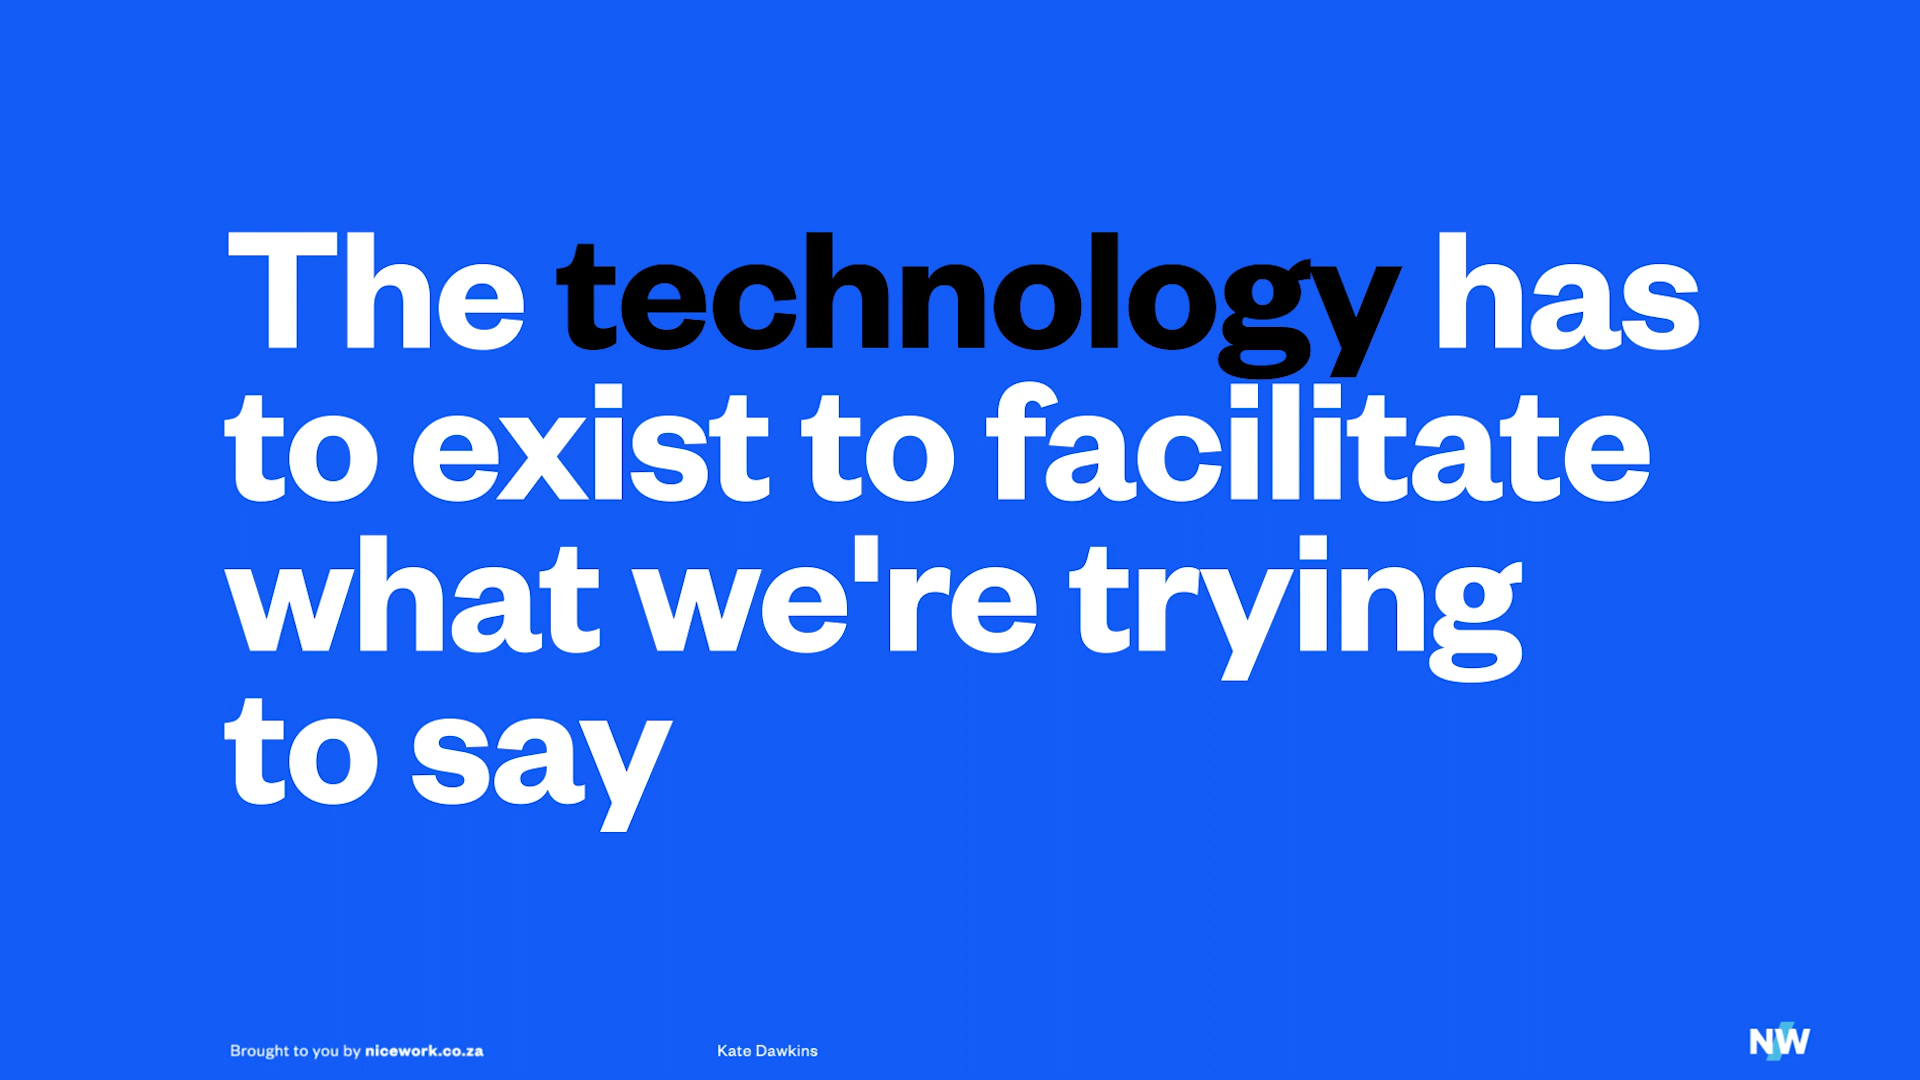 The technology has
to exist to facilitate
what we're trying
to say
Brought to you by nicework.co.za
Kate Dawkins
NW